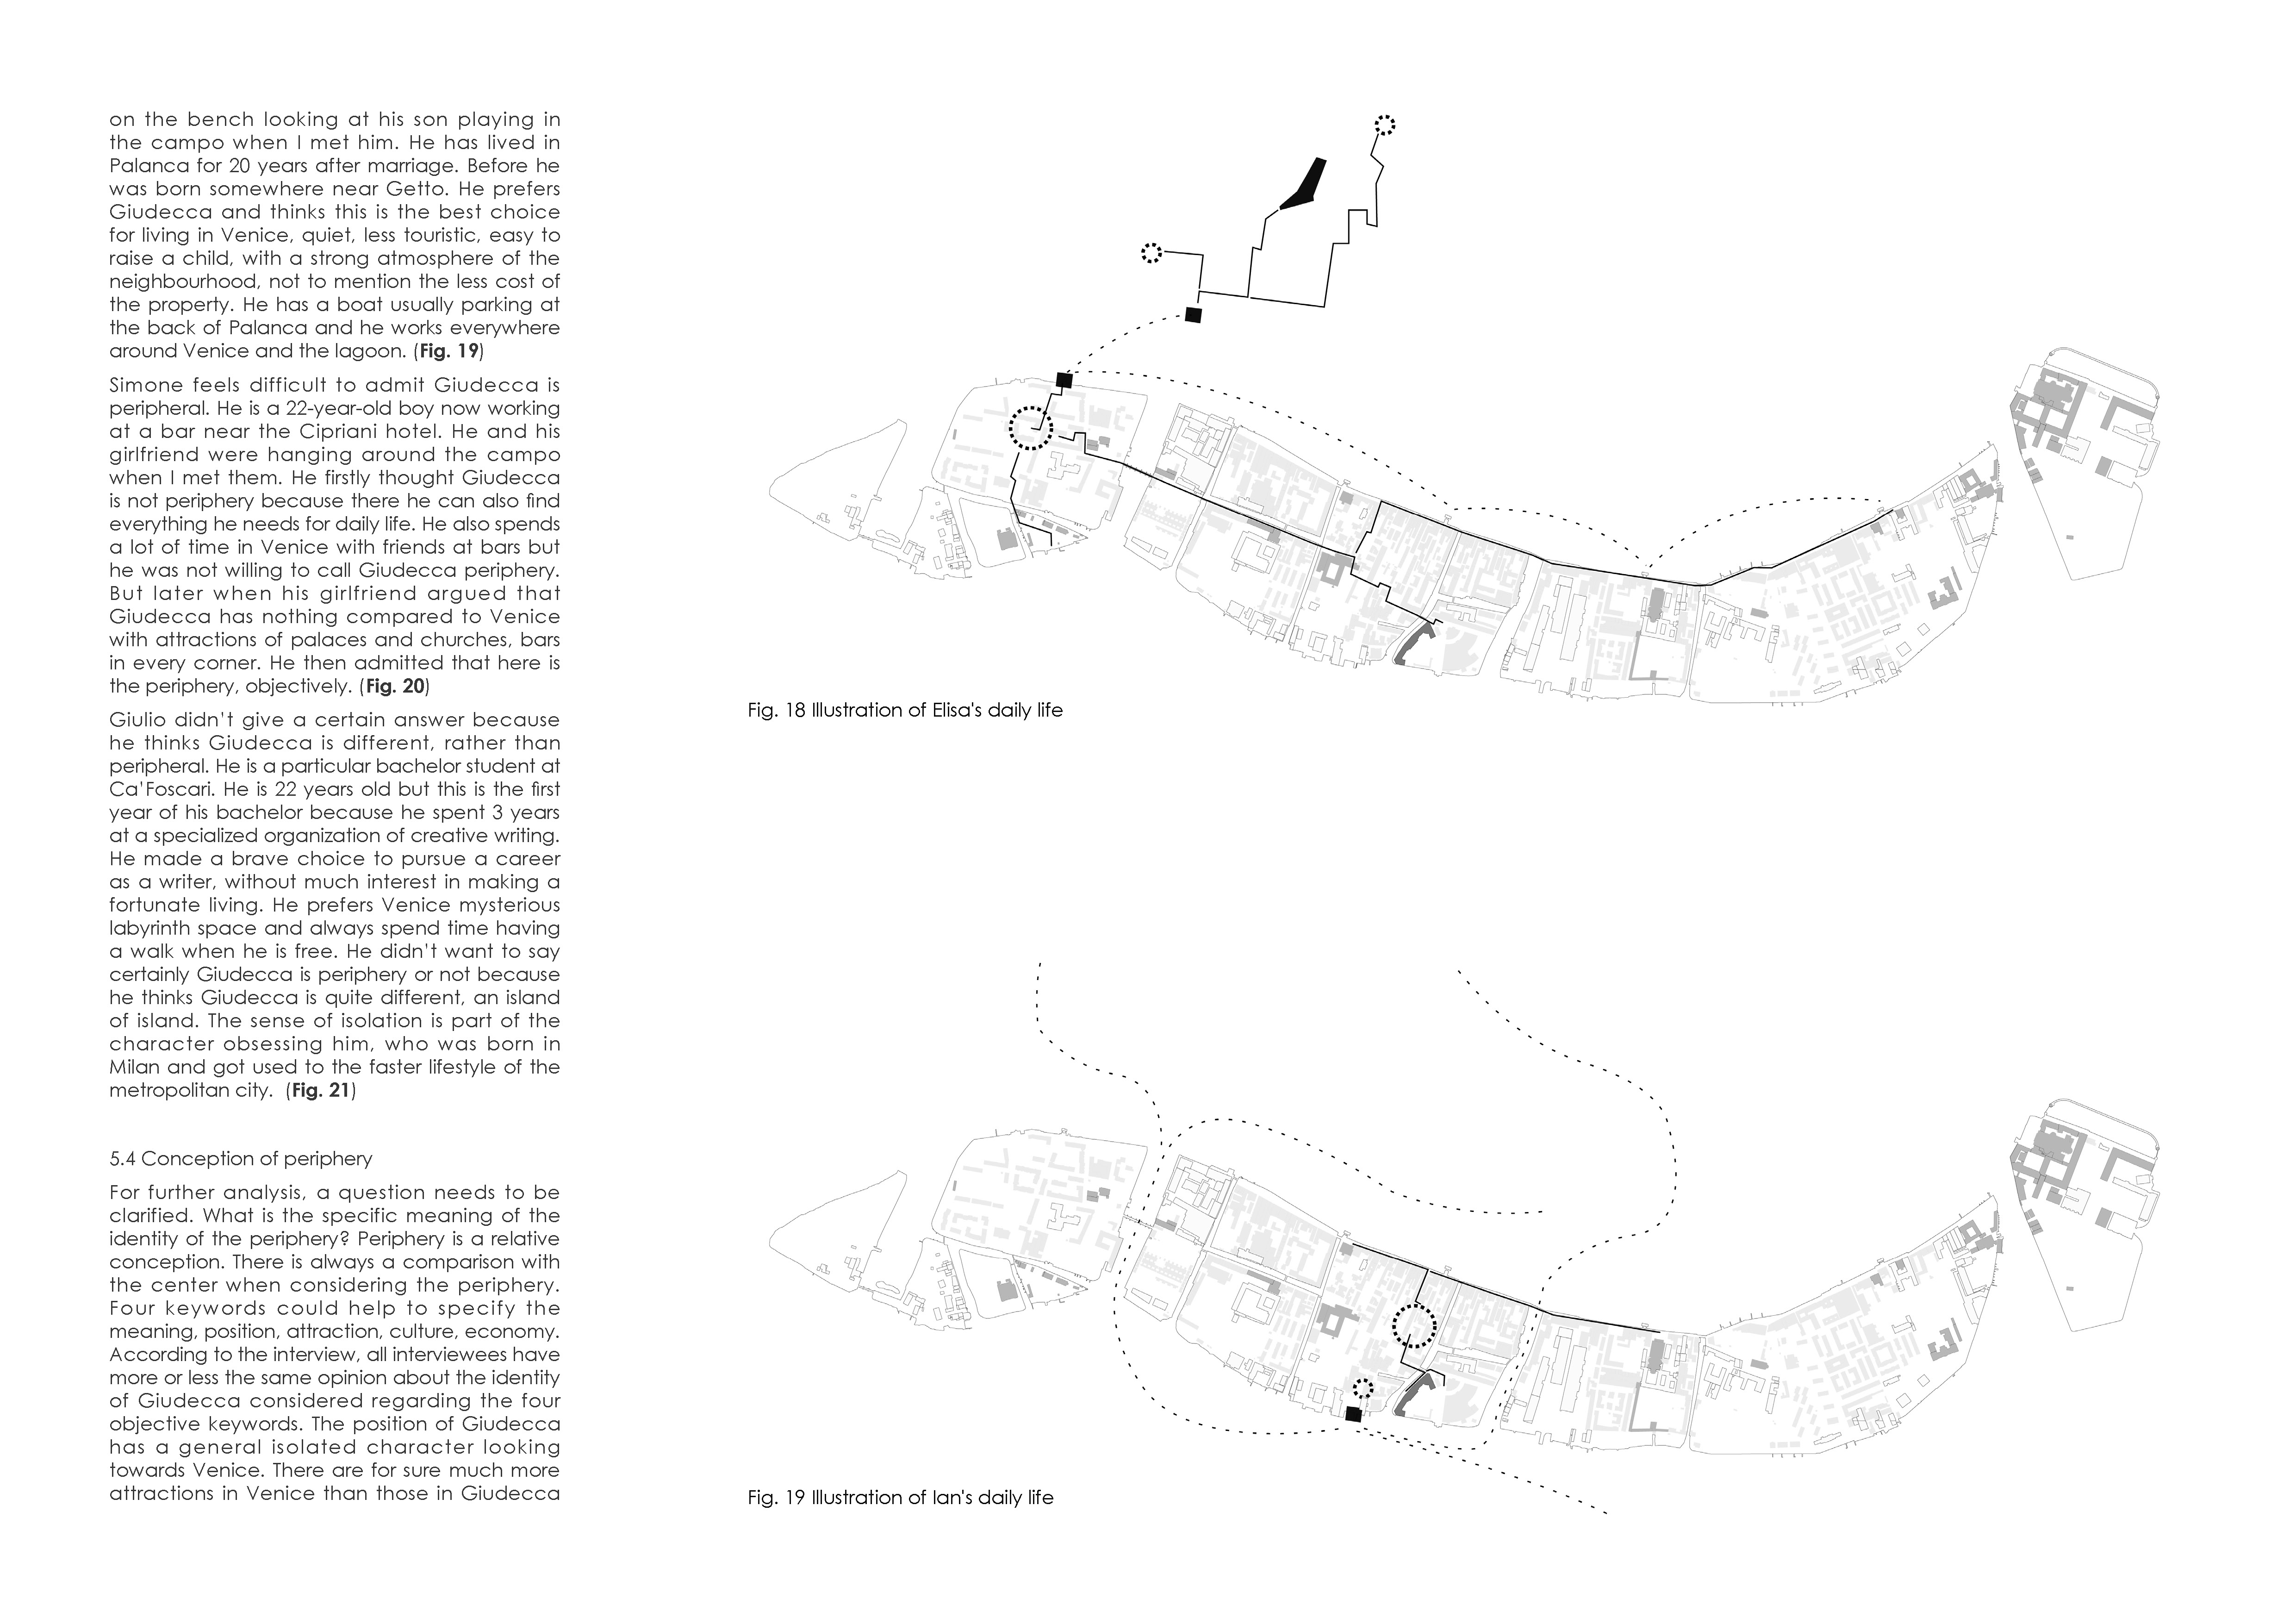 on the bench looking at his son playing in
the campo when I met him. He has lived in
Palanca for 20 years after marriage. Before he
was born somewhere near Getto. He prefers
Giudecca and thinks this is the best choice
for living in Venice, quiet, less touristic, easy to
raise a child, with a strong atmosphere of the
neighbourhood, not to mention the less cost of
the property. He has a boat usually parking at
the back of Palanca and he works everywhere
around Venice and the lagoon. (Fig. 19)
Simone feels difficult to admit Giudecca is
peripheral. He is a 22-year-old boy now working
at a bar near the Cipriani hotel. He and his
girlfriend were hanging around the campo
when I met them. He firstly thought Giudecca
is not periphery because there he can also find
everything he needs for daily life. He also spends
a lot of time in Venice with friends at bars but
he was not willing to call Giudecca periphery.
But later when his girlfriend argued that
Giudecca has nothing compared to Venice
with attractions of palaces and churches, bars
in every corner. He then admitted that here is
the periphery, objectively. (Fig. 20)
Giulio didn't give a certain answer because
he thinks Giudecca is different, rather than
peripheral. He is a particular bachelor student at
Ca'Foscari. He is 22 years old but this is the first
year of his bachelor because he spent 3 years
at a specialized organization of creative writing.
He made a brave choice to pursue a career
as a writer, without much interest in making a
fortunate living. He prefers Venice mysterious
labyrinth space and always spend time having
a walk when he is free. He didn't want to say
certainly Giudecca is periphery or not because
he thinks Giudecca is quite different, an island
of island. The sense of isolation is part of the
character obsessing him, who was born in
Milan and got used to the faster lifestyle of the
metropolitan city. (Fig. 21)
5.4 Conception of periphery
For further analysis, a question needs to be
clarified. What is the specific meaning of the
identity of the periphery? Periphery is a relative
conception. There is always a comparison with
the center when considering the periphery.
Four keywords could help to specify the
meaning, position, attraction, culture, economy.
According to the interview, all interviewees have
more or less the same opinion about the identity
of Giudecca considered regarding the four
objective keywords. The position of Giudecca
has a general isolated character looking
towards Venice. There are for sure much more
attractions in Venice than those in Giudecca
Fig. 18 Illustration of Elisa's daily life
Fig. 19 Illustration of Ian's daily life